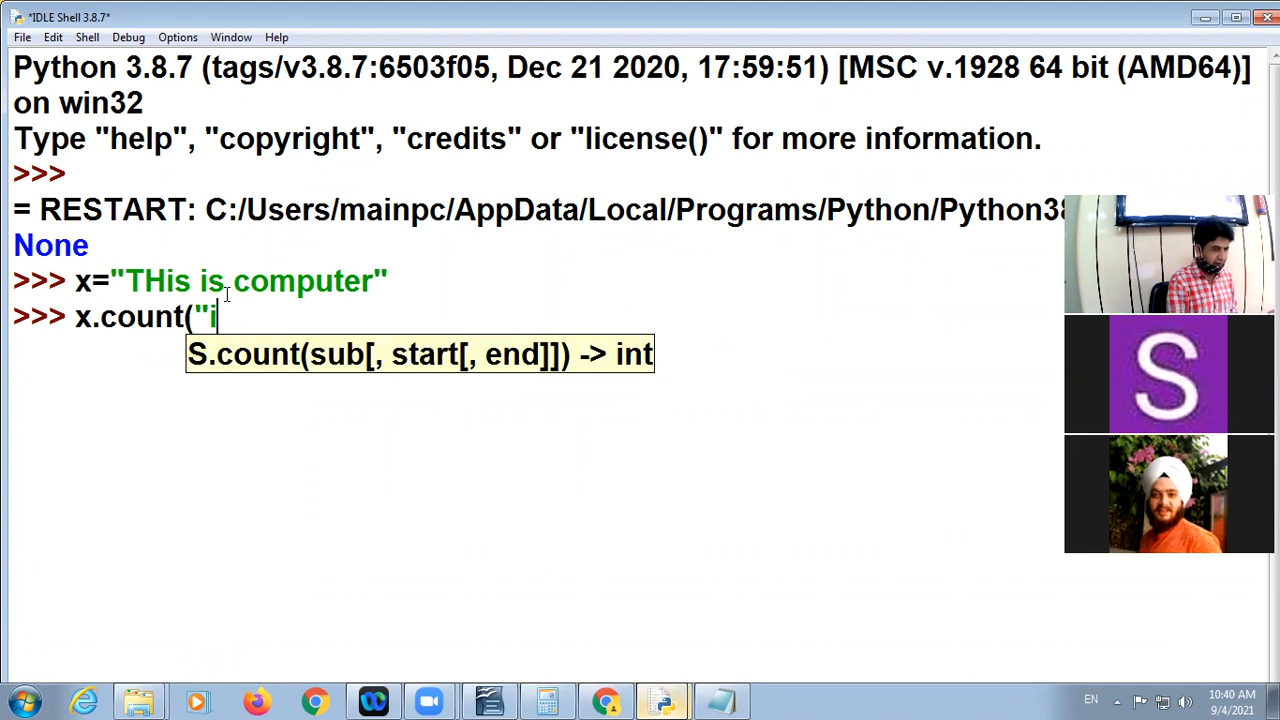 *IDLE Shell 3.8.7*
File Edit Shell Debug Options Window Help
Python 3.8.7 (tags/v3.8.7:6503f05, Dec 21 2020, 17:59:51) [MSC v.1928 64 bit (AMD64)]
on win32
Type "help", "copyright", "credits" or "license()" for more information.
>>>
= RESTART: C:/Users/mainpc/AppData/Local/Programs/Python/Python38
None
>>> x="THis is computer"
>>> x.count("i
S.count(sub[, start[, end]]) -> int
S
EN
10:40 AM
9/4/2021